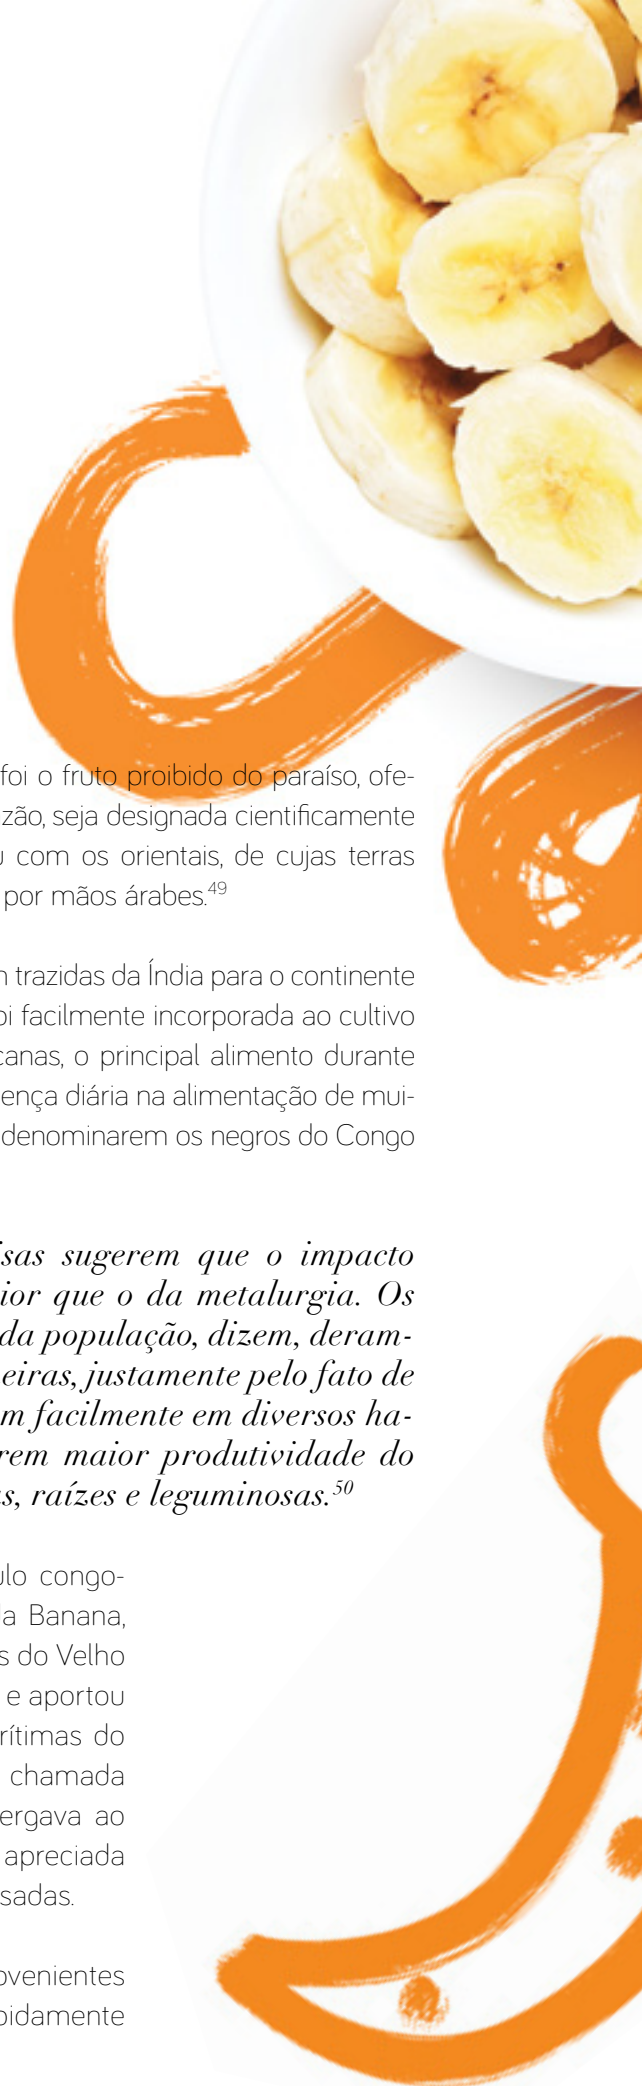 foi o fruto proibido do paraíso, ofe-
zão, seja designada cientificamente
u com os orientais, de cujas terras
por mãos árabes.49
m trazidas da Índia para o continente
oi facilmente incorporada ao cultivo
canas, o principal alimento durante
ença diária na alimentação de mui-
denominarem os negros do Congo
isas sugerem que o impacto
ior que o da metalurgia. Os
da população, dizem, deram-
eiras, justamente pelo fato de
m facilmente em diversos ha-
rem maior produtividade do
s, raízes e leguminosas.50
ulo congo-
da Banana,
s do Velho
e aportou
rítimas do
chamada
ergava ao
apreciada
sadas.
ovenientes
pidamente